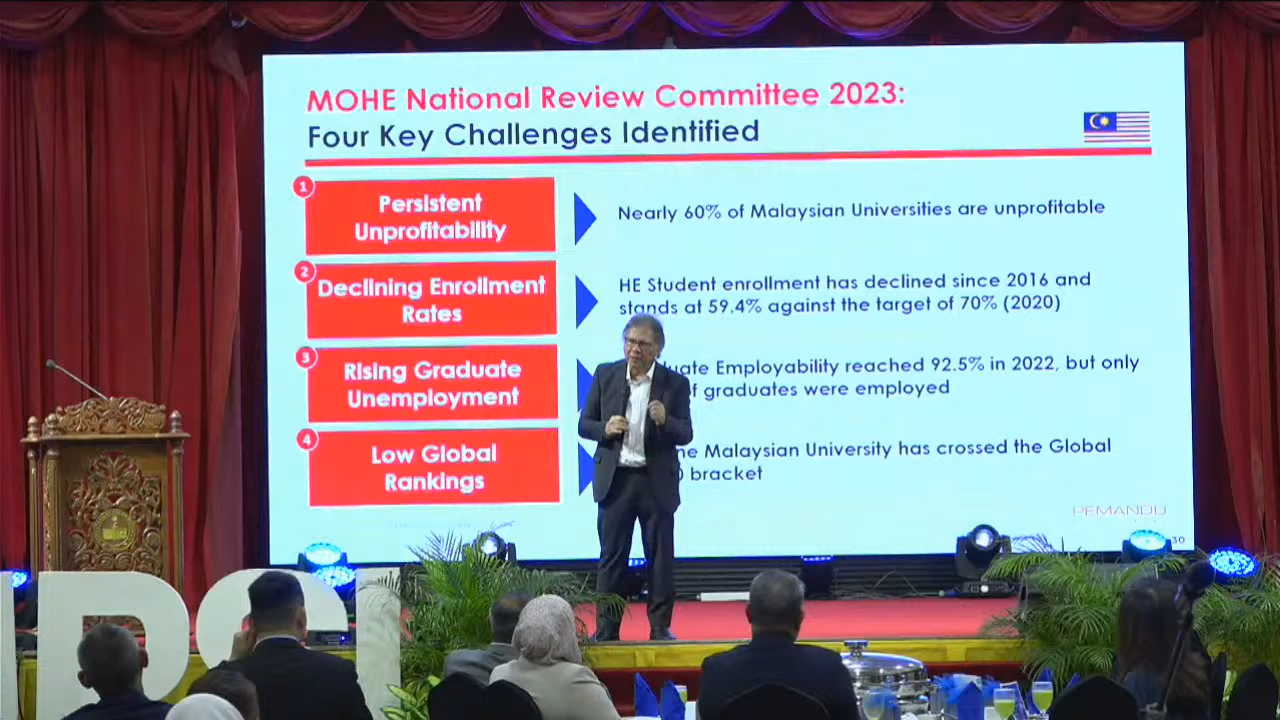 MOHE National Review Committee 2023:
Four Key Challenges Identified
1
Persistent
Unprofitability
Nearly 60% of Malaysian Universities are unprofitable
2
Declining Enrollment
Rates
HE Student enrollment has declined since 2016 and
stands at 59.4% against the target of 70% (2020)
3
Rising Graduate
Unemployment
Employability reached 92.5% in 2022, but only
graduates were employed
4
Low Global
Rankings
Malaysian University has crossed the Global
bracket
PEMANDU
30